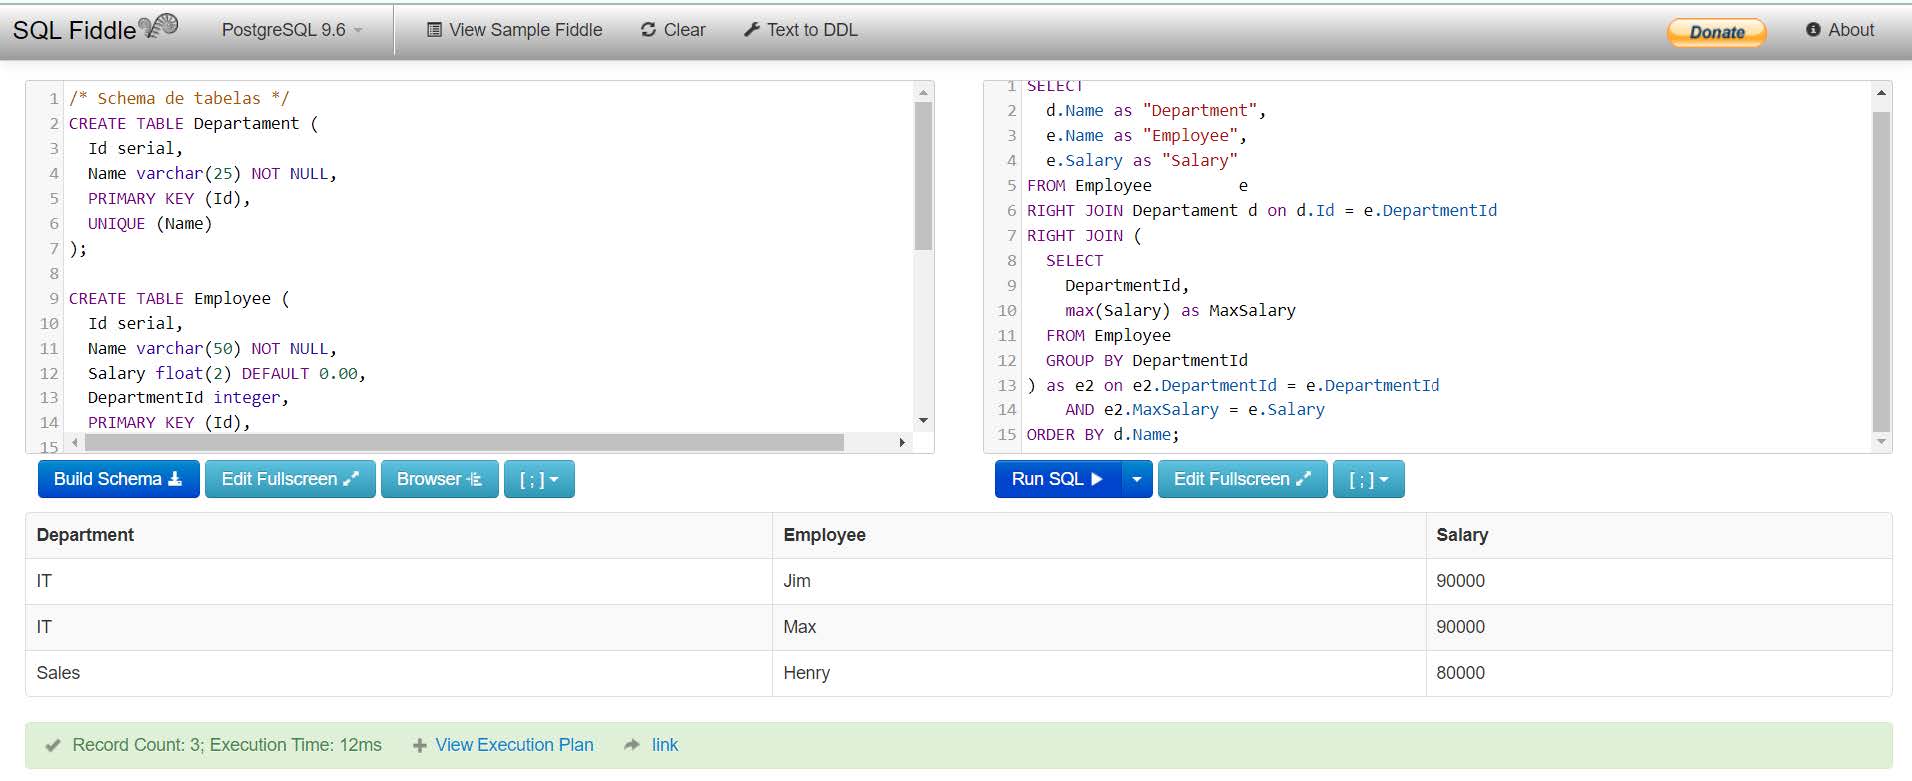 SQL Fiddle PostgreSQL 9.6 View Sample Fiddle Clear Text to DDL Donate About
1 /* Schema de tabelas */
2 CREATE TABLE Departament (
3 Id serial,
4 Name varchar(25) NOT NULL,
5 PRIMARY KEY (Id),
6 UNIQUE (Name)
7 );
8
9 CREATE TABLE Employee (
10 Id serial,
11 Name varchar(50) NOT NULL,
12 Salary float(2) DEFAULT 0.00,
13 DepartmentId integer,
14 PRIMARY KEY (Id),
15
Build Schema Edit Fullscreen Browser [ ; ]
1 SELECT
2 d.Name as "Department",
3 e.Name as "Employee",
4 e.Salary as "Salary"
5 FROM Employee e
6 RIGHT JOIN Departament d on d.Id = e.DepartmentId
7 RIGHT JOIN (
8 SELECT
9 DepartmentId,
10 max(Salary) as MaxSalary
11 FROM Employee
12 GROUP BY DepartmentId
13 ) as e2 on e2.DepartmentId = e.DepartmentId
14 AND e2.MaxSalary = e.Salary
15 ORDER BY d.Name;
Run SQL Edit Fullscreen [ ; ]
Department Employee Salary
IT Jim 90000
IT Max 90000
Sales Henry 80000
Record Count: 3; Execution Time: 12ms View Execution Plan link